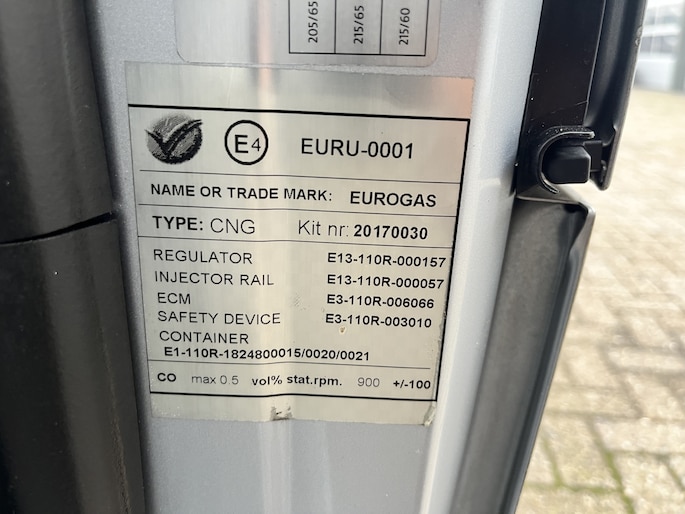 205/65
215/65
215/60
E4 EURU-0001
NAME OR TRADE MARK: EUROGAS
TYPE: CNG Kit nr: 20170030
REGULATOR E13-110R-000157
INJECTOR RAIL E13-110R-000057
ECM E3-110R-006066
SAFETY DEVICE E3-110R-003010
CONTAINER
E1-110R-1824800015/0020/0021
CO max 0.5 vol% stat.rpm. 900 +/-100